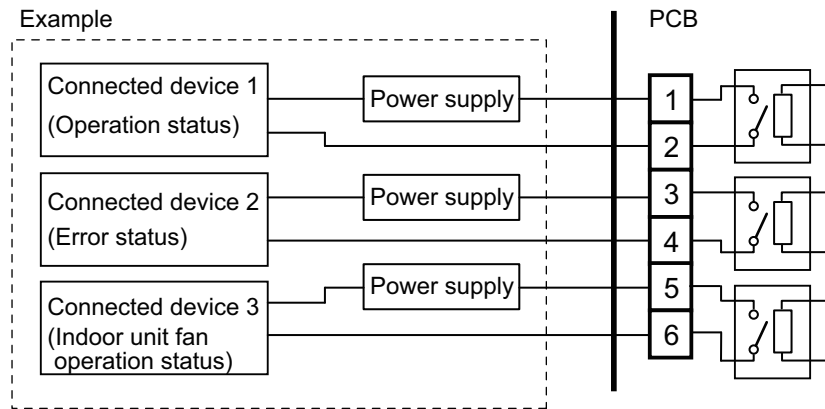 Example
PCB
Connected device 1
(Operation status)
Power supply
1
2
Connected device 2
(Error status)
Power supply
3
4
Connected device 3
(Indoor unit fan
operation status)
Power supply
5
6